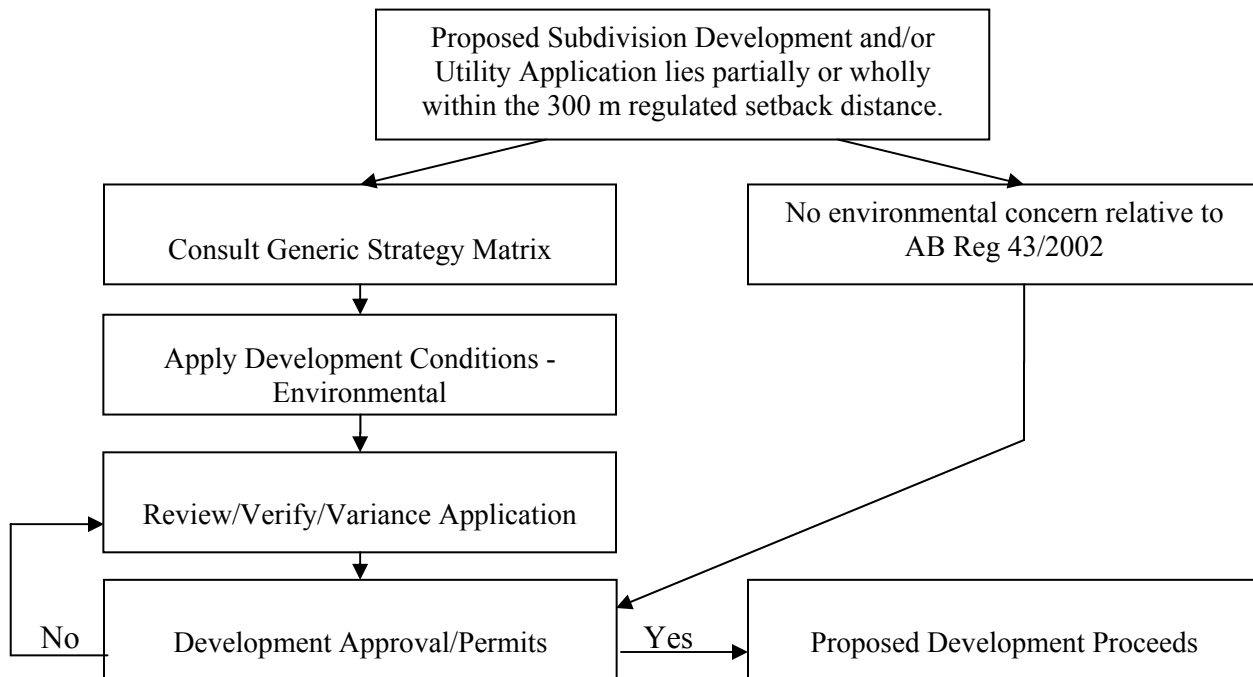 Proposed Subdivision Development and/or
Utility Application lies partially or wholly
within the 300 m regulated setback distance.
Consult Generic Strategy Matrix
No environmental concern relative to
AB Reg 43/2002
Apply Development Conditions -
Environmental
Review/Verify/Variance Application
No
Development Approval/Permits
Yes
Proposed Development Proceeds